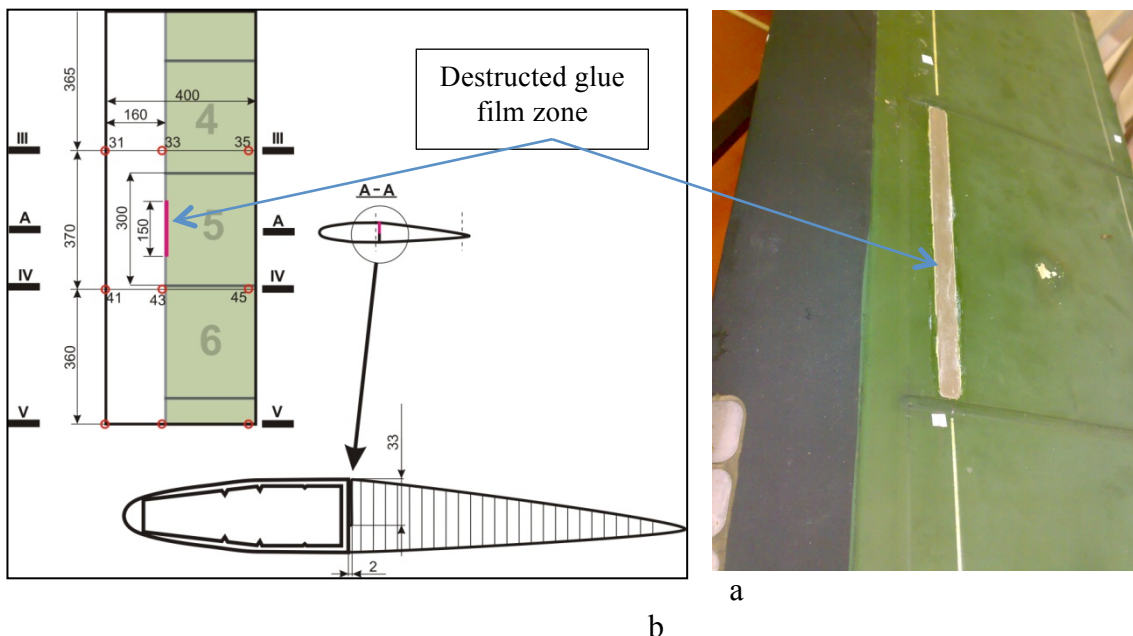 Destructed glue
film zone
365
400
160
4
III
31
33
35
III
370
300
150
5
A
A
A-A
IV
41
43
45
IV
360
6
V
V
33
2
a
b